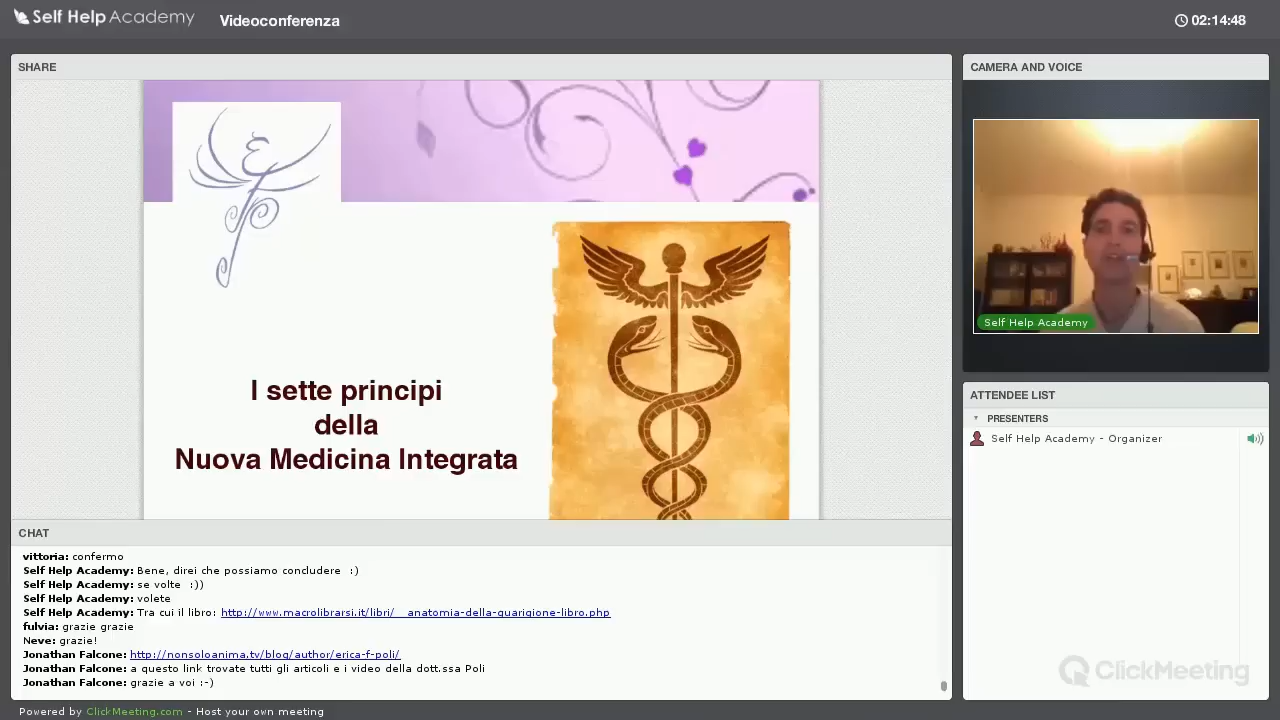 Self Help Academy
Videoconferenza
02:14:48
SHARE
I sette principi
della
Nuova Medicina Integrata
CAMERA AND VOICE
Self Help Academy
ATTENDEE LIST
PRESENTERS
Self Help Academy - Organizer
CHAT
vittoria: confermo
Self Help Academy: Bene, direi che possiamo concludere :)
Self Help Academy: se volte :))
Self Help Academy: volete
Self Help Academy: Tra cui il libro: http://www.macrolibrarsi.it/libri/__anatomia-della-guarigione-libro.php
fulvia: grazie grazie
Neve: grazie!
Jonathan Falcone: http://nonsoloanima.tv/blog/author/erica-f-poli/
Jonathan Falcone: a questo link trovate tutti gli articoli e i video della dott.ssa Poli
Jonathan Falcone: grazie a voi :-)
ClickMeeting
Powered by ClickMeeting.com - Host your own meeting